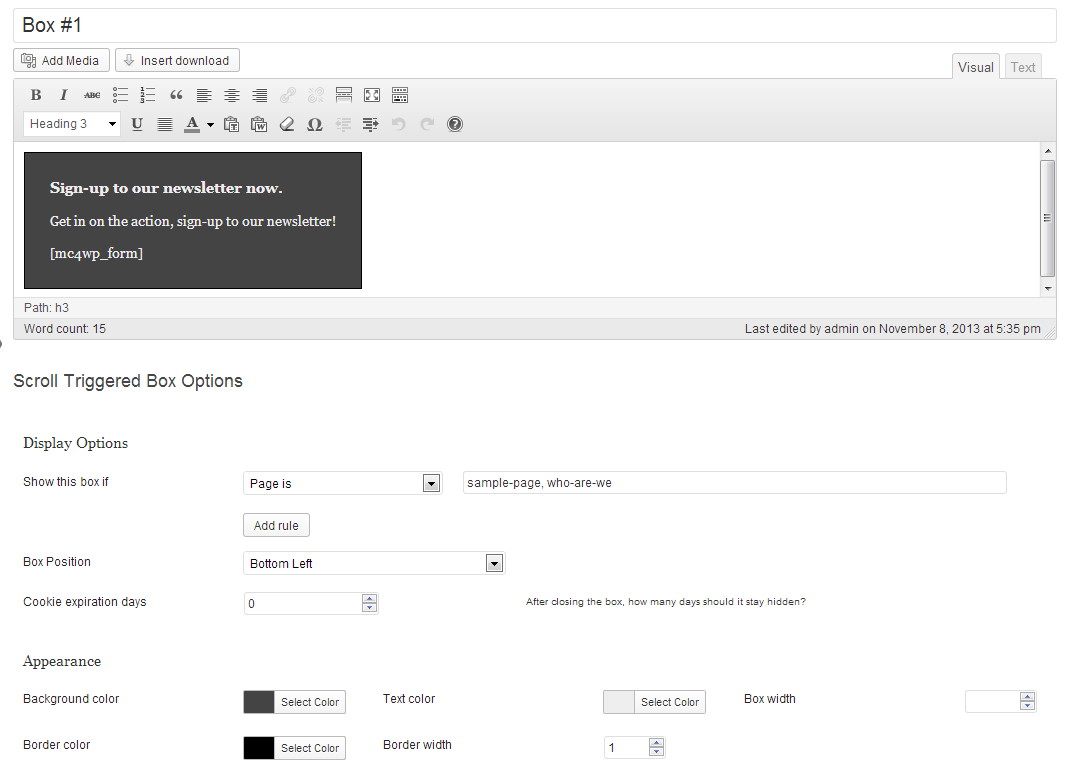 Box #1
Add Media Insert download Visual Text
B I ABC
Heading 3 U A T W Ω ?
Sign-up to our newsletter now.
Get in on the action, sign-up to our newsletter!
[mc4wp_form]
Path: h3
Word count: 15 Last edited by admin on November 8, 2013 at 5:35 pm
Scroll Triggered Box Options
Display Options
Show this box if Page is sample-page, who-are-we
Add rule
Box Position Bottom Left
Cookie expiration days 0 After closing the box, how many days should it stay hidden?
Appearance
Background color Select Color Text color Select Color Box width
Border color Select Color Border width 1